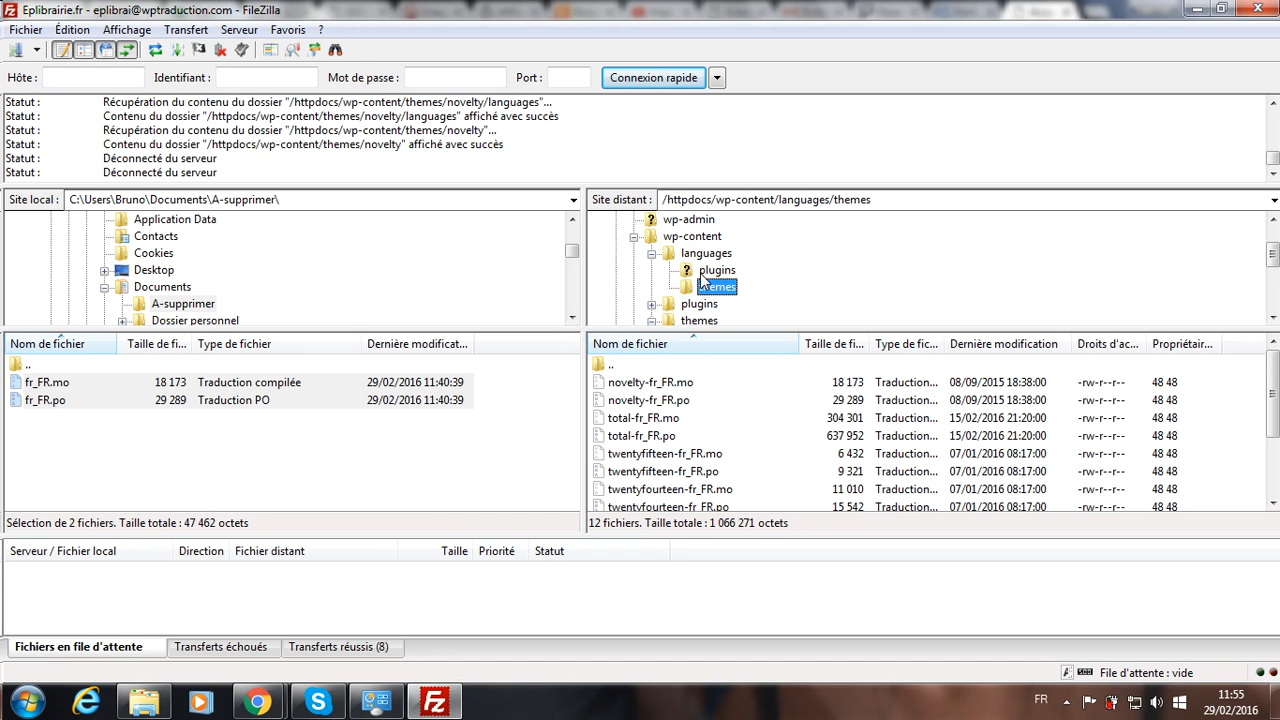 Eplibrairie.fr - eplibrai@wptraduction.com - FileZilla
Fichier Édition Affichage Transfert Serveur Favoris ?
Hôte : Identifiant : Mot de passe : Port : Connexion rapide
Statut : Récupération du contenu du dossier "/httpdocs/wp-content/themes/novelty/languages"...
Statut : Contenu du dossier "/httpdocs/wp-content/themes/novelty/languages" affiché avec succès
Statut : Récupération du contenu du dossier "/httpdocs/wp-content/themes/novelty"...
Statut : Contenu du dossier "/httpdocs/wp-content/themes/novelty" affiché avec succès
Statut : Déconnecté du serveur
Statut : Déconnecté du serveur
Site local : C:\Users\Bruno\Documents\A-supprimer\
Application Data
Contacts
Cookies
Desktop
Documents
A-supprimer
Dossier personnel
Site distant : /httpdocs/wp-content/languages/themes
wp-admin
wp-content
languages
plugins
themes
plugins
themes
Nom de fichier Taille de fi... Type de fichier Dernière modificat...
..
fr_FR.mo 18 173 Traduction compilée 29/02/2016 11:40:39
fr_FR.po 29 289 Traduction PO 29/02/2016 11:40:39
Sélection de 2 fichiers. Taille totale : 47 462 octets
Nom de fichier Taille de fi... Type de fic... Dernière modification Droits d'ac... Propriétair...
..
novelty-fr_FR.mo 18 173 Traduction... 08/09/2015 18:38:00 -rw-r--r-- 48 48
novelty-fr_FR.po 29 289 Traduction... 08/09/2015 18:38:00 -rw-r--r-- 48 48
total-fr_FR.mo 304 301 Traduction... 15/02/2016 21:20:00 -rw-r--r-- 48 48
total-fr_FR.po 637 952 Traduction... 15/02/2016 21:20:00 -rw-r--r-- 48 48
twentyfifteen-fr_FR.mo 6 432 Traduction... 07/01/2016 08:17:00 -rw-r--r-- 48 48
twentyfifteen-fr_FR.po 9 321 Traduction... 07/01/2016 08:17:00 -rw-r--r-- 48 48
twentyfourteen-fr_FR.mo 11 010 Traduction... 07/01/2016 08:17:00 -rw-r--r-- 48 48
twentyfourteen-fr_FR.po 15 542 Traduction... 07/01/2016 08:17:00 -rw-r--r-- 48 48
12 fichiers. Taille totale : 1 066 271 octets
Serveur / Fichier local Direction Fichier distant Taille Priorité Statut
Fichiers en file d'attente Transferts échoués Transferts réussis (8)
File d'attente : vide
FR 11:55
29/02/2016